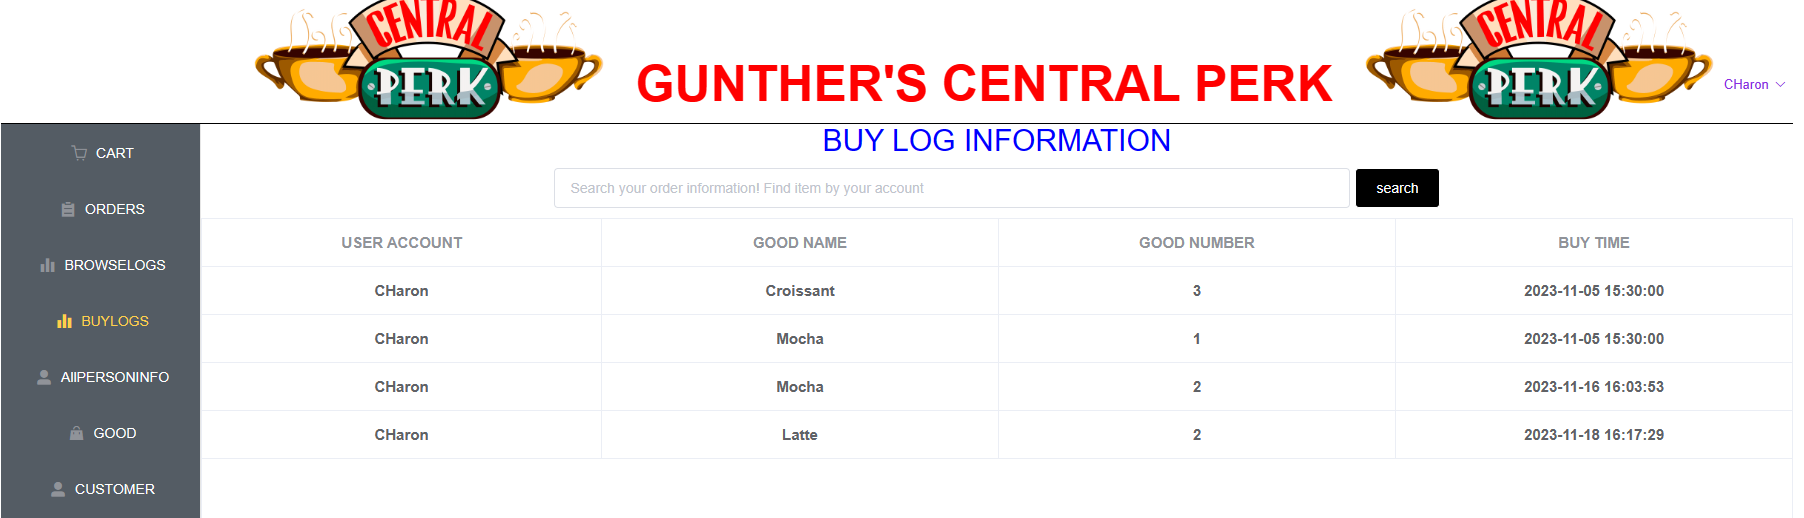 CENTRAL
PERK
GUNTHER'S CENTRAL PERK
CENTRAL
PERK
CHaron
CART
ORDERS
BROWSELOGS
BUYLOGS
AllPERSONINFO
GOOD
CUSTOMER
BUY LOG INFORMATION
Search your order information! Find item by your account
search
USER ACCOUNT GOOD NAME GOOD NUMBER BUY TIME
CHaron Croissant 3 2023-11-05 15:30:00
CHaron Mocha 1 2023-11-05 15:30:00
CHaron Mocha 2 2023-11-16 16:03:53
CHaron Latte 2 2023-11-18 16:17:29